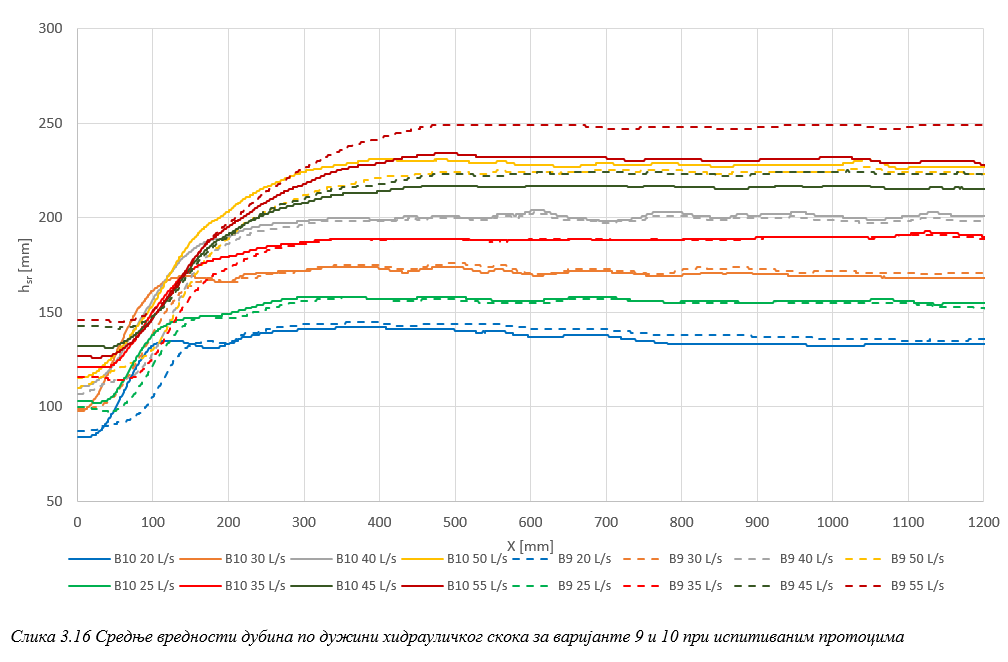 300
250
200
150
100
50
hsr [mm]
0 100 200 300 400 500 600 700 800 900 1000 1100 1200
X [mm]
B10 20 L/s B10 30 L/s B10 40 L/s B10 50 L/s B9 20 L/s B9 30 L/s B9 40 L/s B9 50 L/s
B10 25 L/s B10 35 L/s B10 45 L/s B10 55 L/s B9 25 L/s B9 35 L/s B9 45 L/s B9 55 L/s
Слика 3.16 Средње вредности дубина по дужини хидрауличког скока за варијанте 9 и 10 при испитиваним протоцима